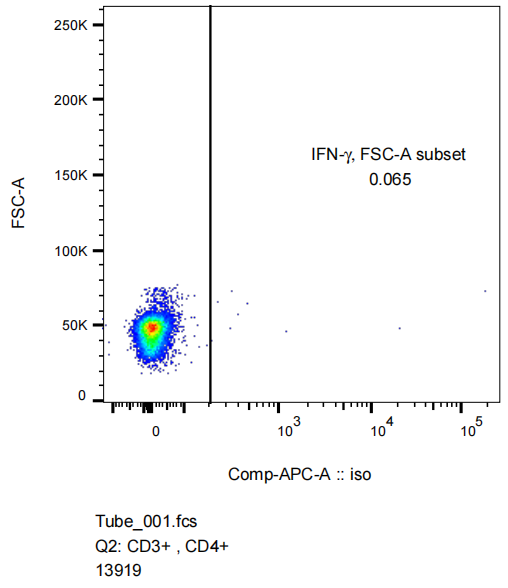 250K
200K
150K
100K
50K
0
FSC-A
IFN-γ, FSC-A subset
0.065
0
10^3
10^4
10^5
Comp-APC-A :: iso
Tube_001.fcs
Q2: CD3+ , CD4+
13919